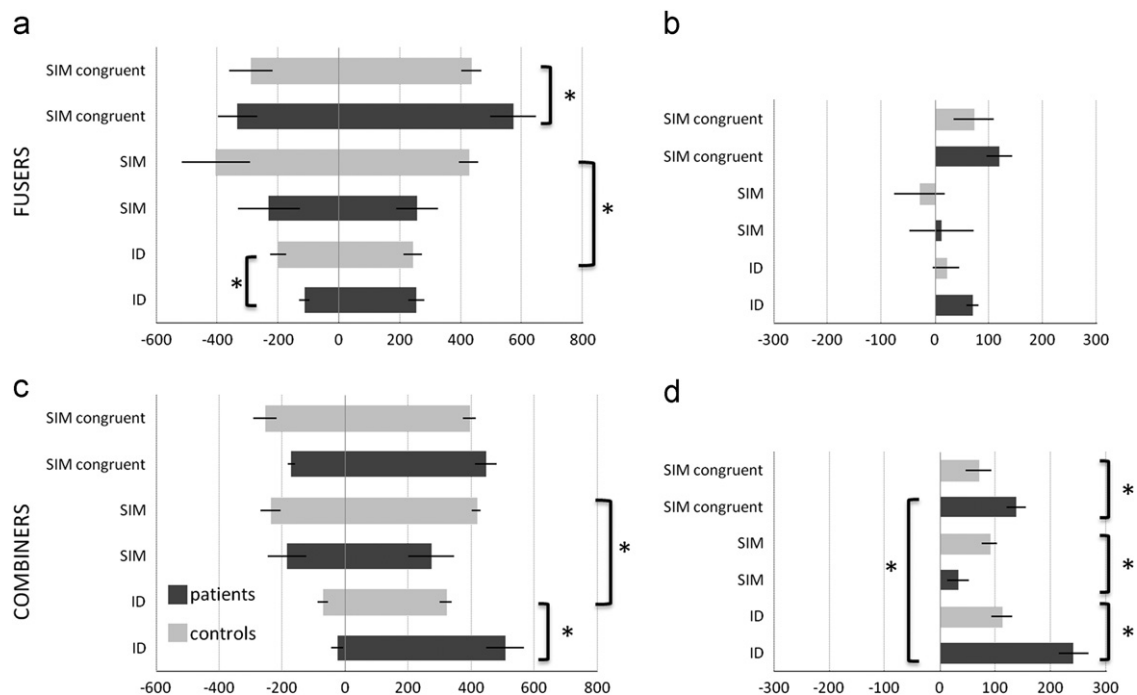 a
SIM congruent
SIM congruent
SIM
SIM
ID
ID
FUSERS
*
*
*
-600 -400 -200 0 200 400 600 800
b
SIM congruent
SIM congruent
SIM
SIM
ID
ID
-300 -200 -100 0 100 200 300
c
SIM congruent
SIM congruent
SIM
SIM
ID
ID
COMBINERS
patients
controls
*
*
-600 -400 -200 0 200 400 600 800
d
SIM congruent
SIM congruent
SIM
SIM
ID
ID
*
*
*
*
-300 -200 -100 0 100 200 300